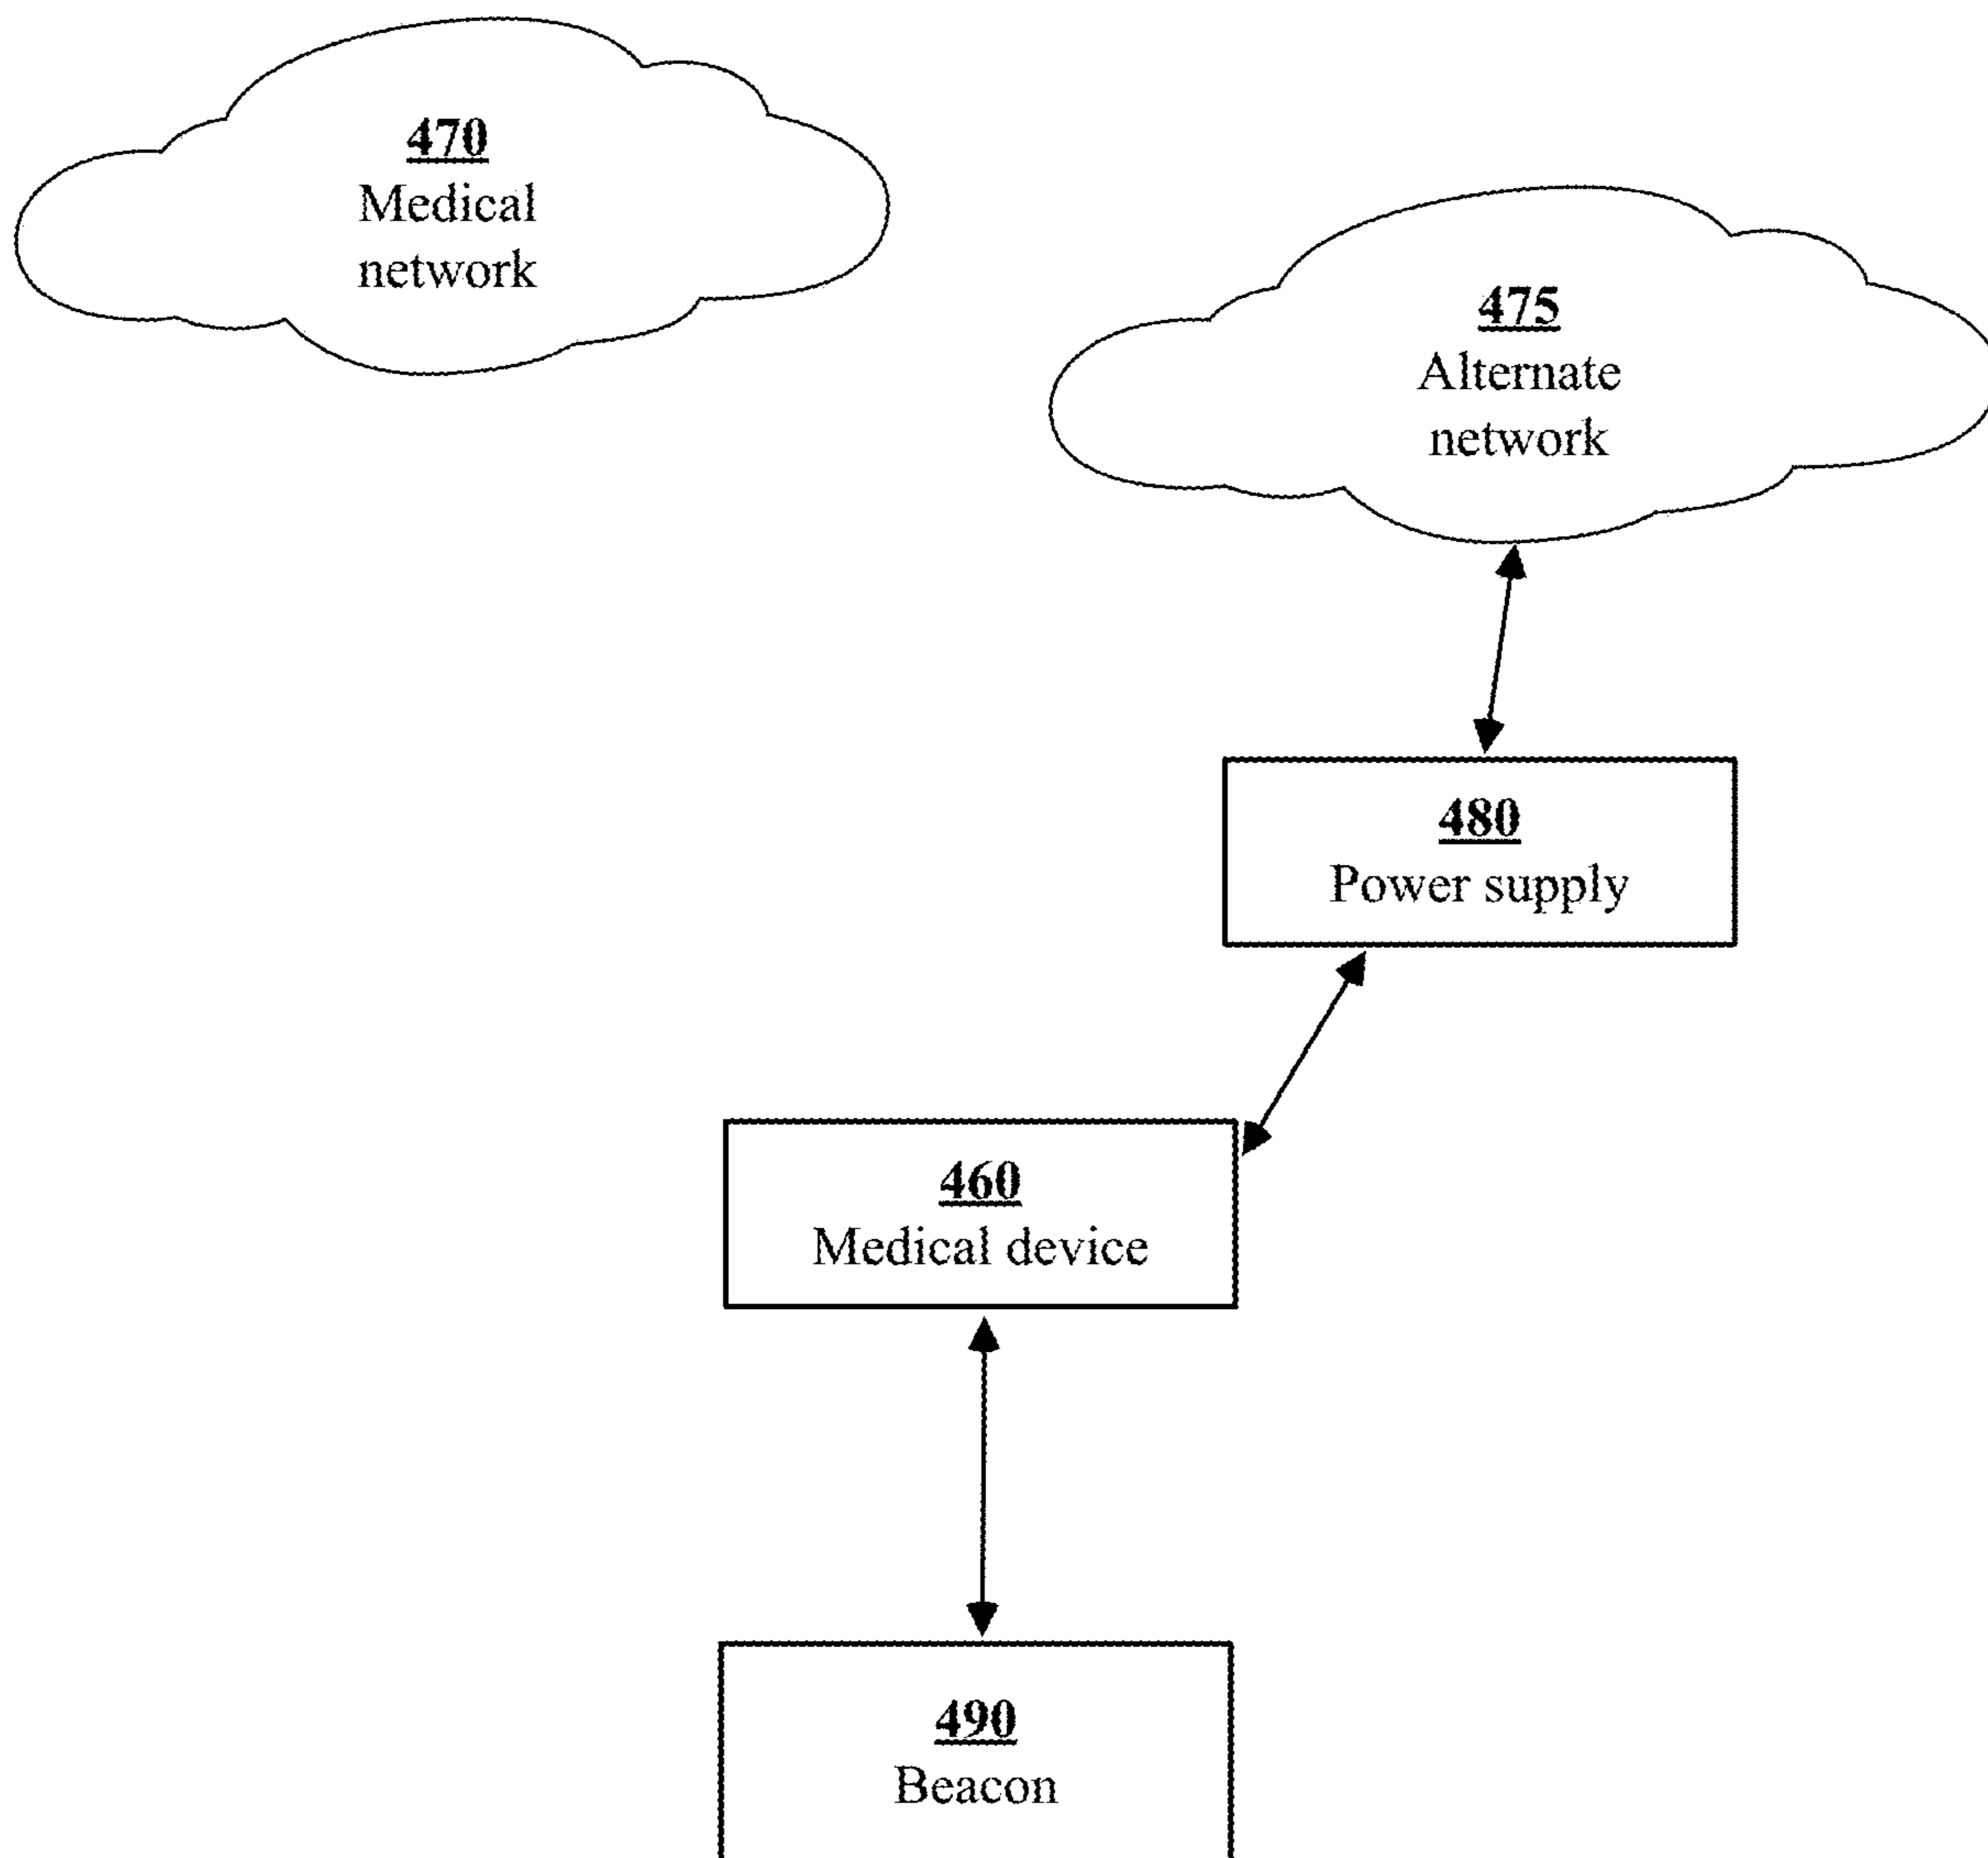 470
Medical
network
475
Alternate
network
480
Power supply
460
Medical device
490
Beacon